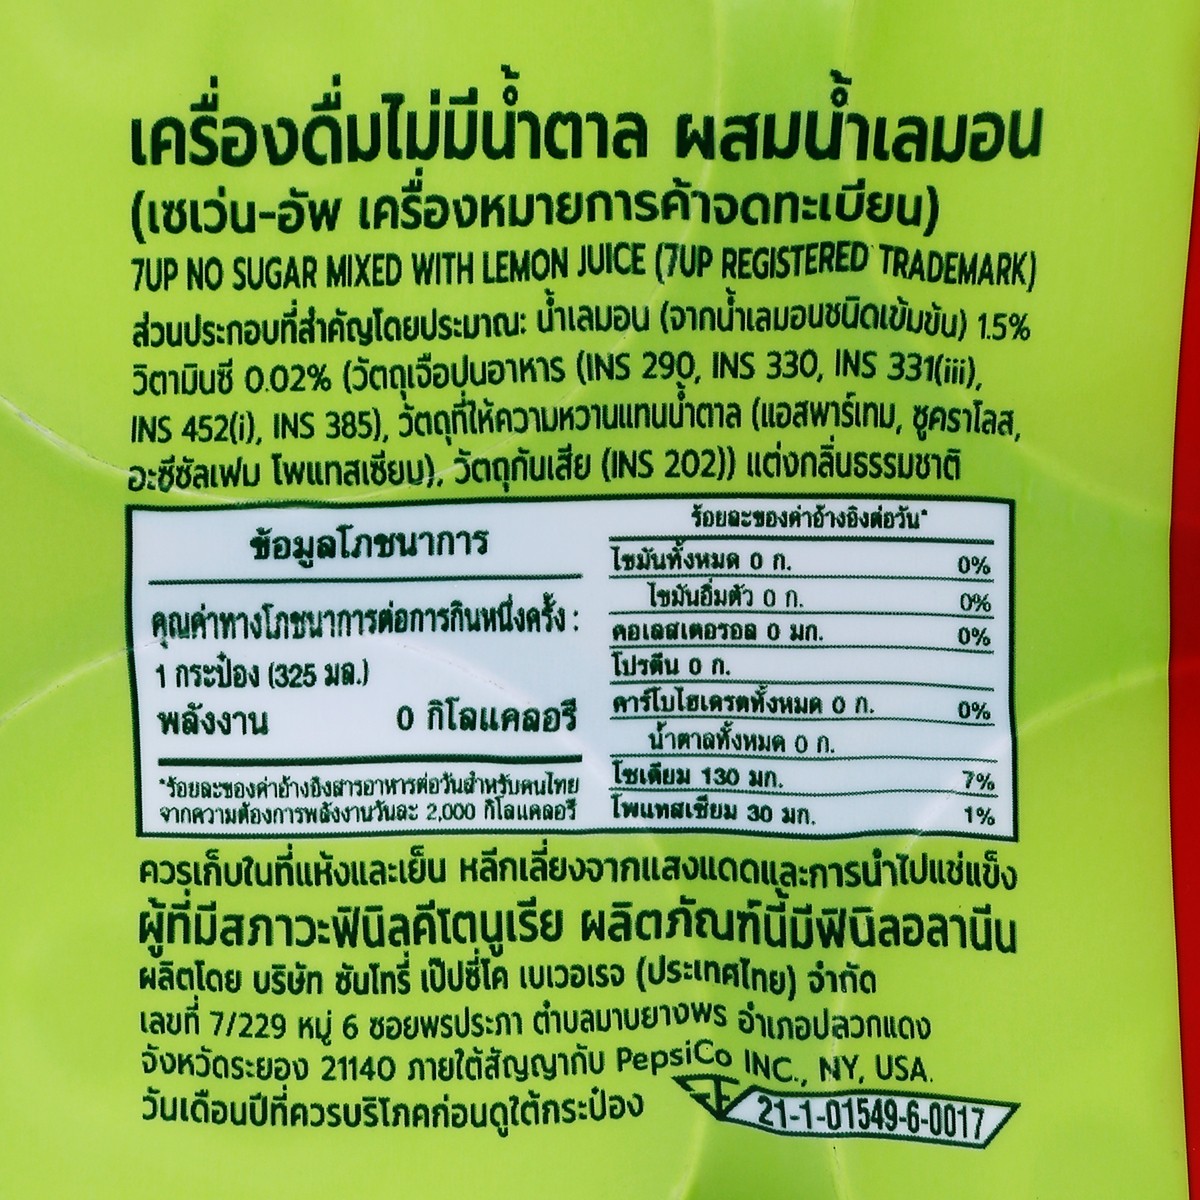 เครื่องดื่มไม่มีน้ำตาล ผสมน้ำเลมอน
(เซเว่น-อัพ เครื่องหมายการค้าจดทะเบียน)
7UP NO SUGAR MIXED WITH LEMON JUICE (7UP REGISTERED TRADEMARK)
ส่วนประกอบที่สำคัญโดยประมาณ: น้ำเลมอน (จากน้ำเลมอนชนิดเข้มข้น) 1.5%
วิตามินซี 0.02% (วัตถุเจือปนอาหาร (INS 290, INS 330, INS 331(iii),
INS 452(i), INS 385), วัตถุที่ให้ความหวานแทนน้ำตาล (แอสพาร์เทม, ซูคราโลส,
อะซีซัลเฟม โพแทสเซียม), วัตถุกันเสีย (INS 202)) แต่งกลิ่นธรรมชาติ
ข้อมูลโภชนาการ
คุณค่าทางโภชนาการต่อการกินหนึ่งครั้ง :
1 กระป๋อง (325 มล.)
พลังงาน 0 กิโลแคลอรี
*ร้อยละของค่าอ้างอิงสารอาหารต่อวันสำหรับคนไทย
จากความต้องการพลังงานวันละ 2,000 กิโลแคลอรี
ร้อยละของค่าอ้างอิงต่อวัน*
ไขมันทั้งหมด 0 ก. 0%
ไขมันอิ่มตัว 0 ก. 0%
คอเลสเตอรอล 0 มก. 0%
โปรตีน 0 ก.
คาร์โบไฮเดรตทั้งหมด 0 ก. 0%
น้ำตาลทั้งหมด 0 ก.
โซเดียม 130 มก. 7%
โพแทสเซียม 30 มก. 1%
ควรเก็บในที่แห้งและเย็น หลีกเลี่ยงจากแสงแดดและการนำไปแช่แข็ง
ผู้ที่มีสภาวะฟินิลคีโตนูเรีย ผลิตภัณฑ์นี้มีฟินิลอลานีน
ผลิตโดย บริษัท ซันโทรี่ เป๊ปซี่โค เบเวอเรจ (ประเทศไทย) จำกัด
เลขที่ 7/229 หมู่ 6 ซอยพรประภา ตำบลมาบยางพร อำเภอปลวกแดง
จังหวัดระยอง 21140 ภายใต้สัญญากับ PepsiCo INC., NY, USA.
วันเดือนปีที่ควรบริโภคก่อนดูใต้กระป๋อง
21-1-01549-6-0017